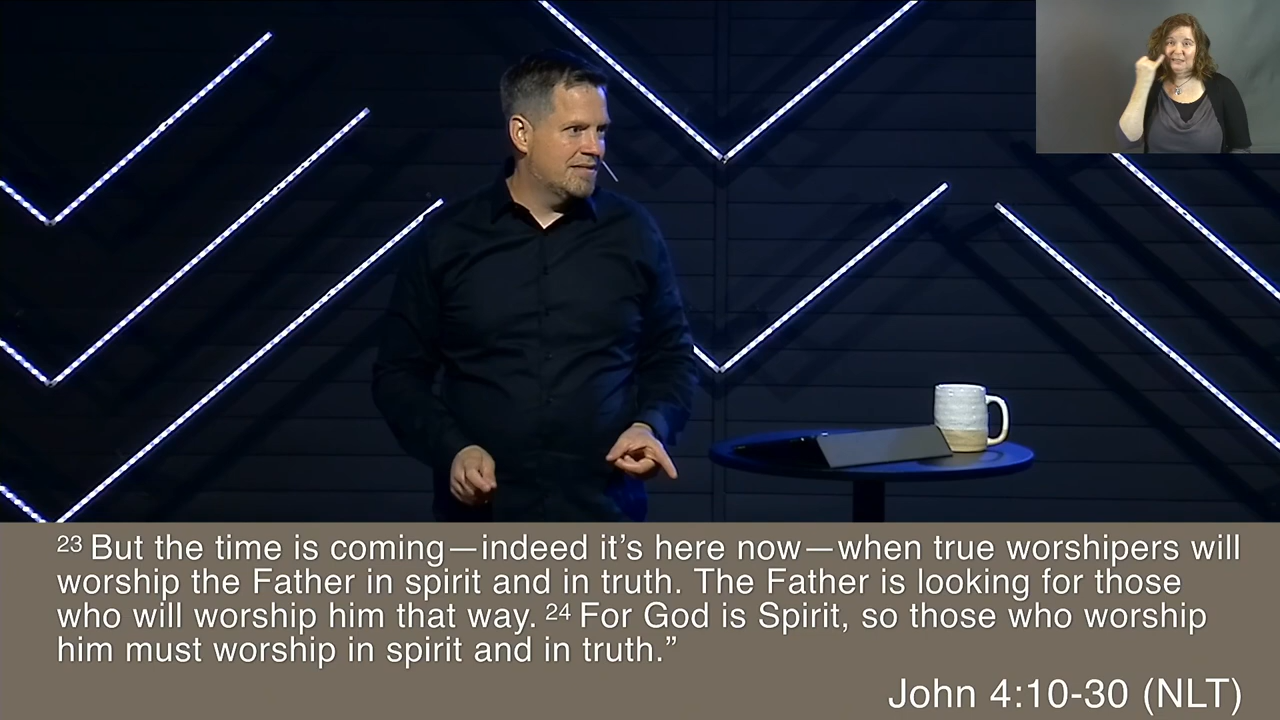 23 But the time is coming—indeed it’s here now—when true worshipers will
worship the Father in spirit and in truth. The Father is looking for those
who will worship him that way. 24 For God is Spirit, so those who worship
him must worship in spirit and in truth.”
John 4:10-30 (NLT)